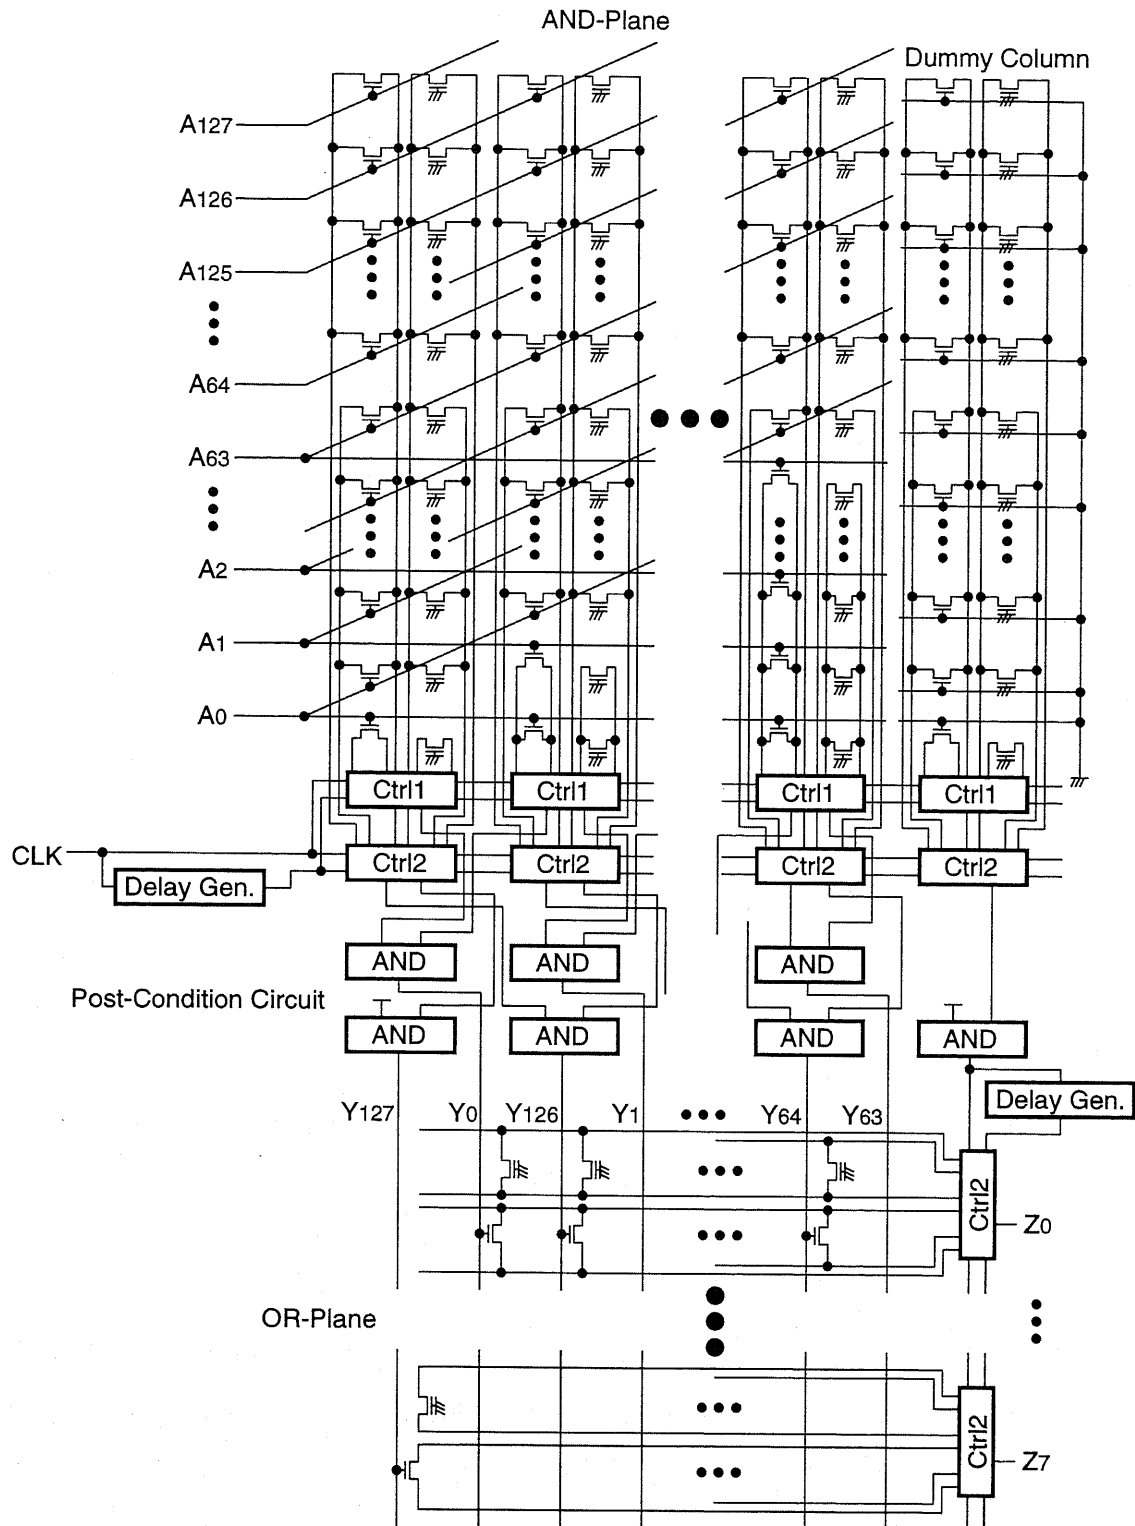 AND-Plane
Dummy Column
A127
A126
A125
A64
A63
A2
A1
A0
Ctrl1 Ctrl1 Ctrl1 Ctrl1
CLK
Ctrl2 Ctrl2 Ctrl2 Ctrl2
Delay Gen.
AND AND AND
Post-Condition Circuit
AND AND AND AND
Delay Gen.
Y127 Y0 Y126 Y1 Y64 Y63
Ctrl2
Z0
OR-Plane
Ctrl2
Z7